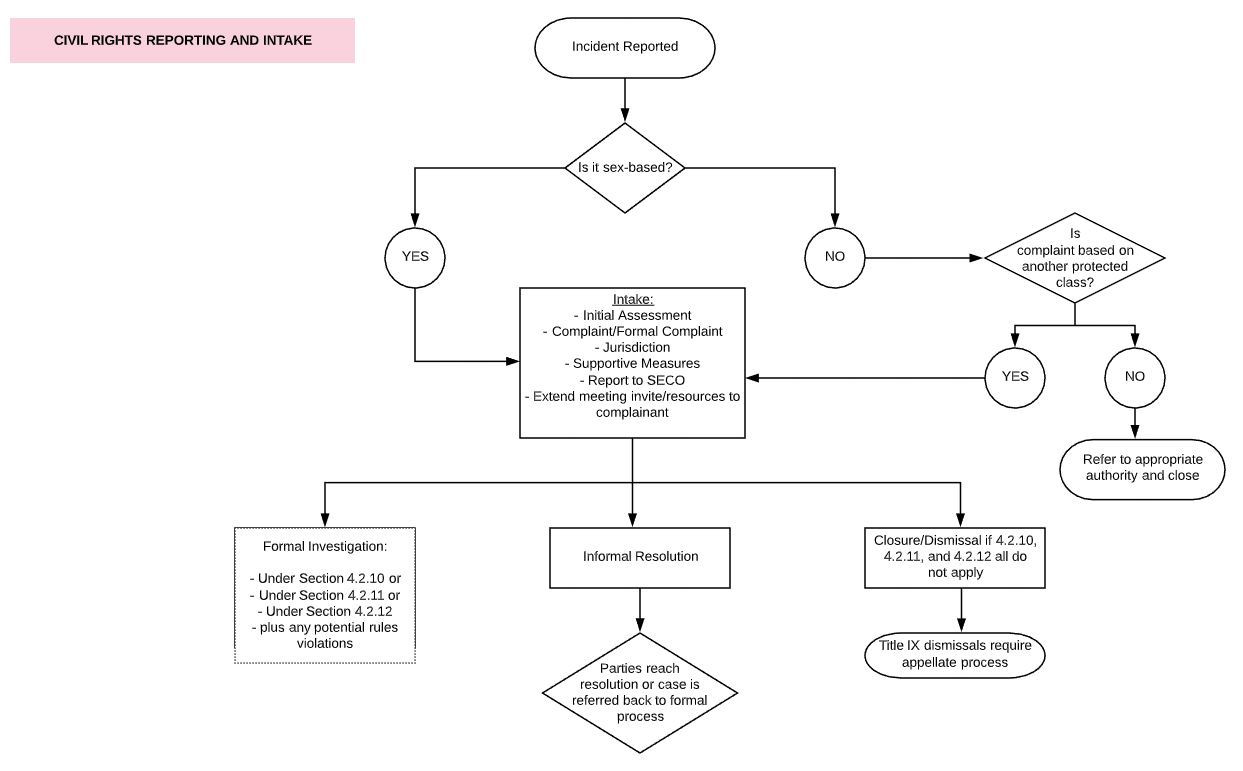 CIVIL RIGHTS REPORTING AND INTAKE
Incident Reported
Is it sex-based?
YES
NO
Is
complaint based on
another protected
class?
Intake:
- Initial Assessment
- Complaint/Formal Complaint
- Jurisdiction
- Supportive Measures
- Report to SECO
- Extend meeting invite/resources to
complainant
YES
NO
Refer to appropriate
authority and close
Formal Investigation:
- Under Section 4.2.10 or
- Under Section 4.2.11 or
- Under Section 4.2.12
- plus any potential rules
violations
Informal Resolution
Closure/Dismissal if 4.2.10,
4.2.11, and 4.2.12 all do
not apply
Parties reach
resolution or case is
referred back to formal
process
Title IX dismissals require
appellate process